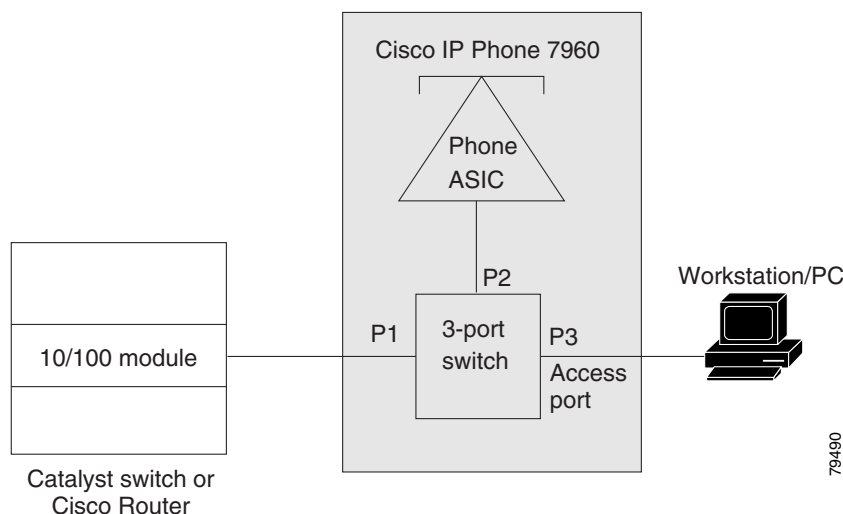 Cisco IP Phone 7960
Phone
ASIC
P2
Workstation/PC
P1
3-port
switch
P3
10/100 module
Access
port
Catalyst switch or
Cisco Router
79490